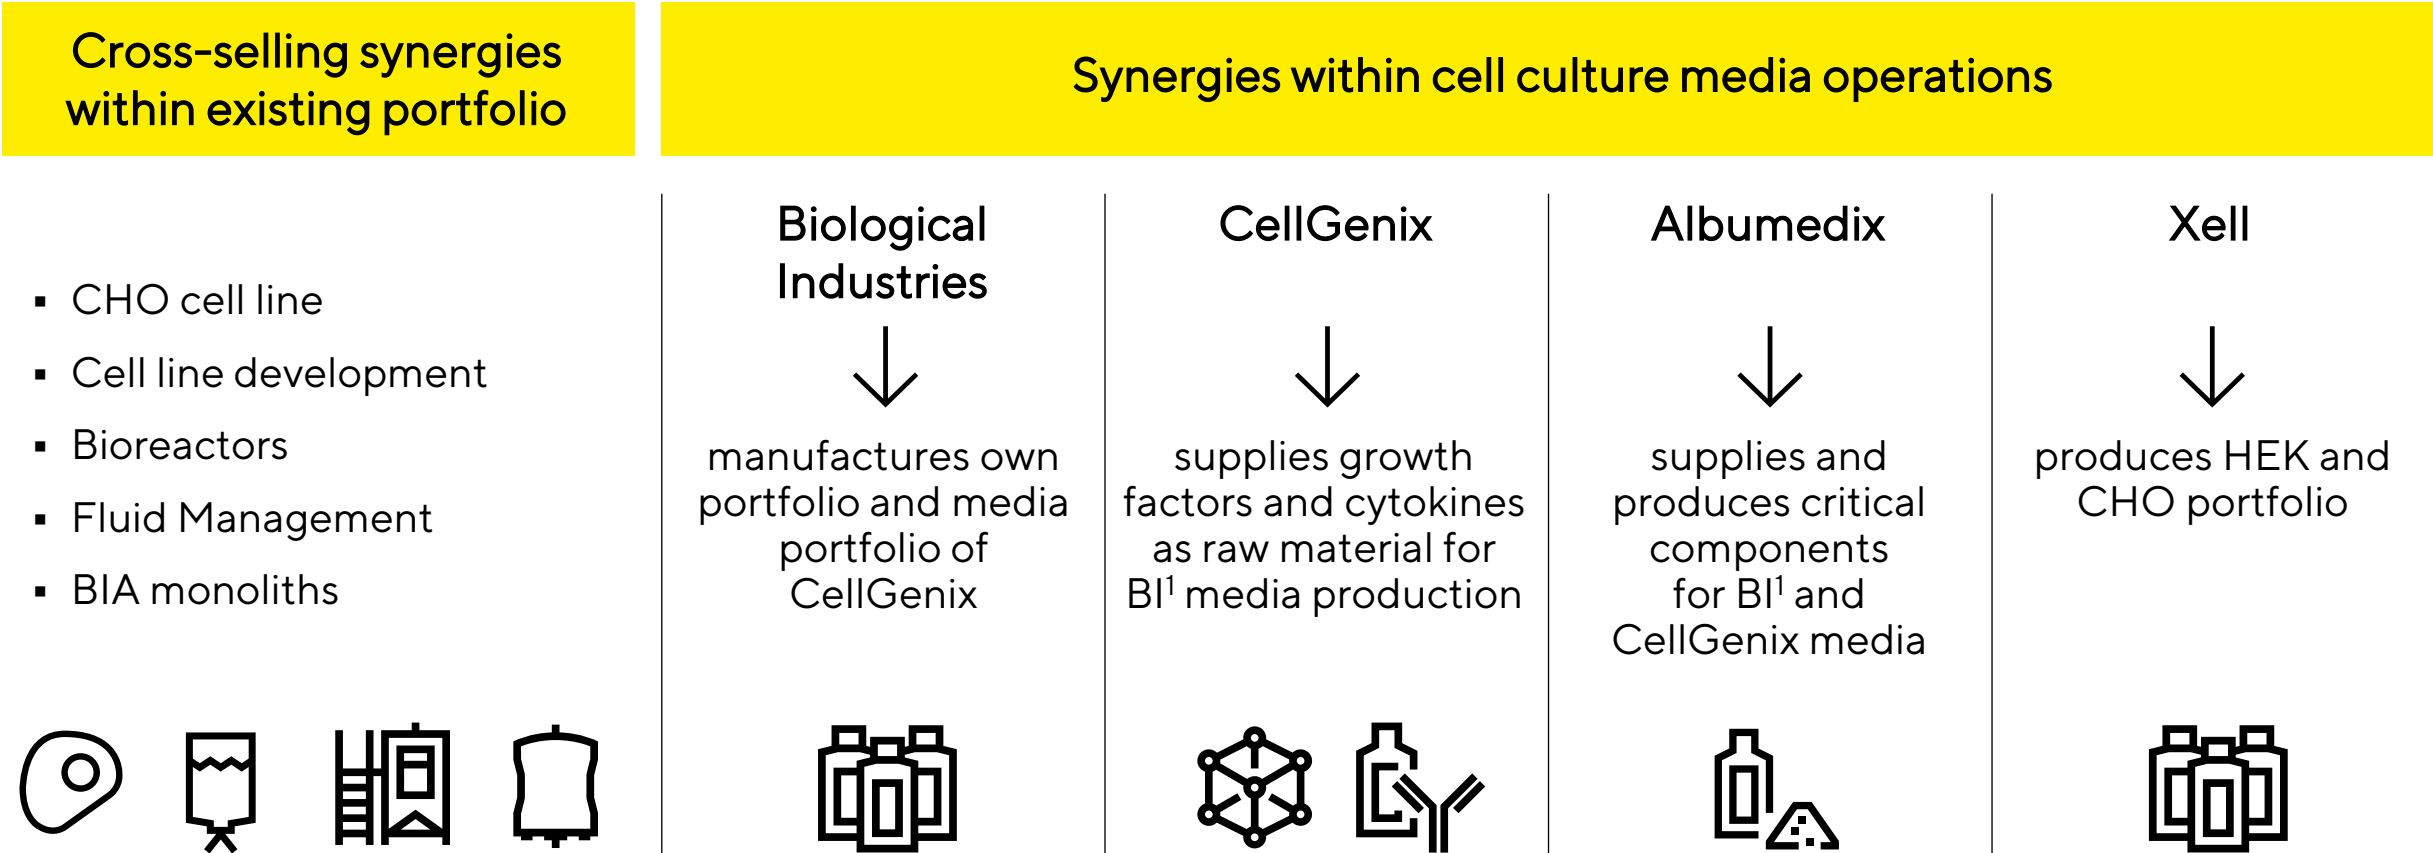 Cross-selling synergies
within existing portfolio
▪ CHO cell line
▪ Cell line development
▪ Bioreactors
▪ Fluid Management
▪ BIA monoliths
Synergies within cell culture media operations
Biological
Industries
manufactures own
portfolio and media
portfolio of
CellGenix
CellGenix
supplies growth
factors and cytokines
as raw material for
BI¹ media production
Albumedix
supplies and
produces critical
components
for BI¹ and
CellGenix media
Xell
produces HEK and
CHO portfolio